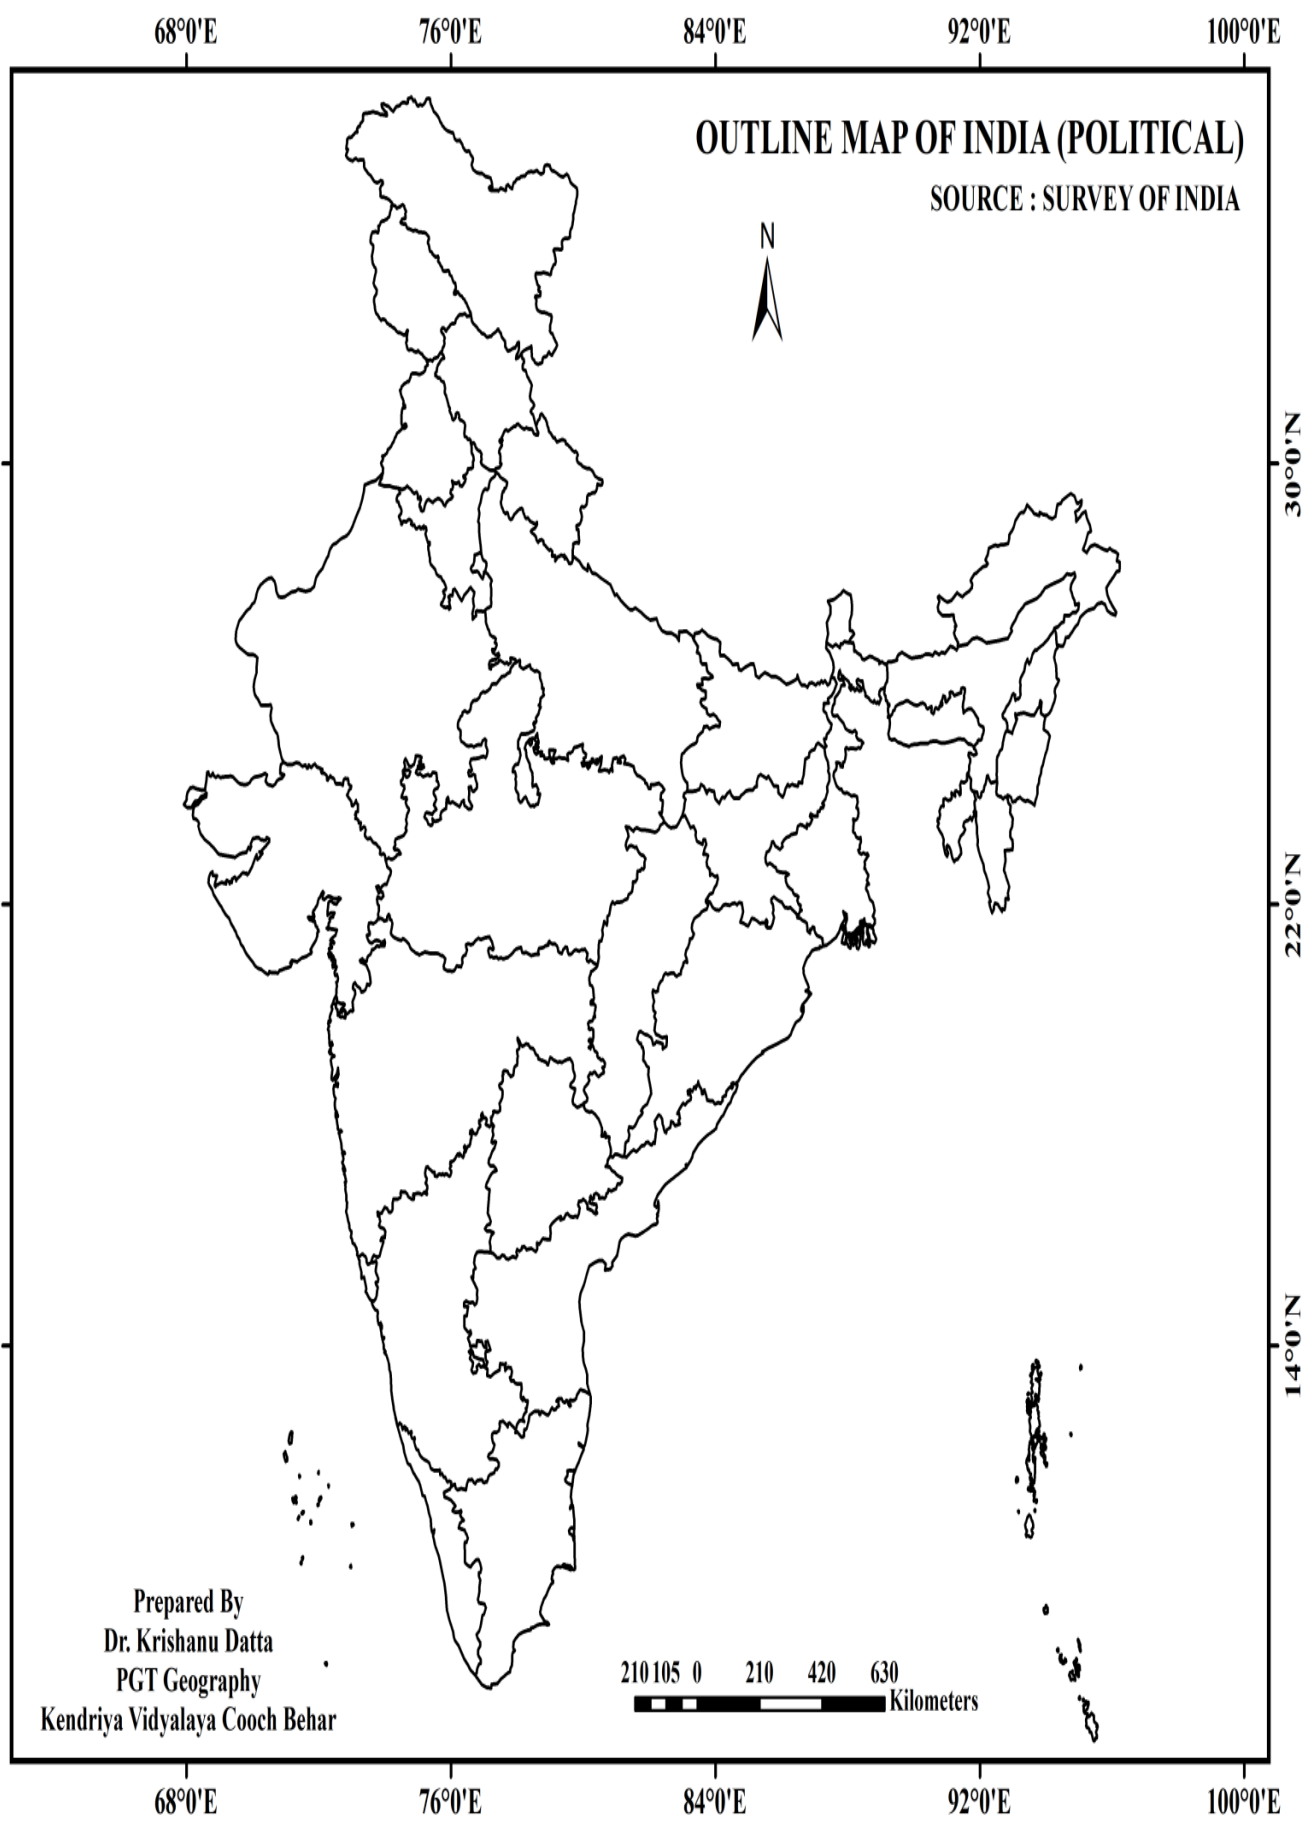 68°0'E 76°0'E 84°0'E 92°0'E 100°0'E
OUTLINE MAP OF INDIA (POLITICAL)
SOURCE : SURVEY OF INDIA
N
30°0'N
22°0'N
14°0'N
Prepared By
Dr. Krishanu Datta
PGT Geography
Kendriya Vidyalaya Cooch Behar
210 105 0 210 420 630
Kilometers
68°0'E 76°0'E 84°0'E 92°0'E 100°0'E